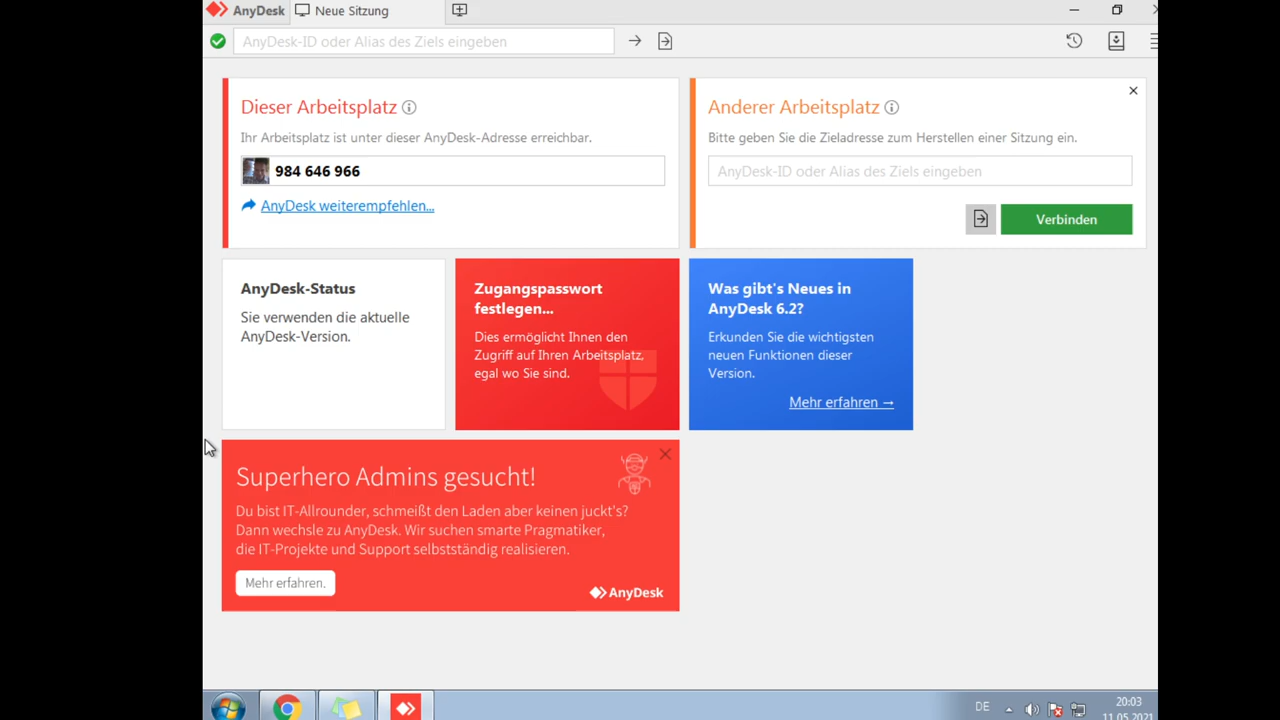 AnyDesk
Neue Sitzung
AnyDesk-ID oder Alias des Ziels eingeben
Dieser Arbeitsplatz
Ihr Arbeitsplatz ist unter dieser AnyDesk-Adresse erreichbar.
984 646 966
AnyDesk weiterempfehlen...
Anderer Arbeitsplatz
Bitte geben Sie die Zieladresse zum Herstellen einer Sitzung ein.
AnyDesk-ID oder Alias des Ziels eingeben
Verbinden
AnyDesk-Status
Sie verwenden die aktuelle
AnyDesk-Version.
Zugangspasswort
festlegen...
Dies ermöglicht Ihnen den
Zugriff auf Ihren Arbeitsplatz,
egal wo Sie sind.
Was gibt's Neues in
AnyDesk 6.2?
Erkunden Sie die wichtigsten
neuen Funktionen dieser
Version.
Mehr erfahren →
Superhero Admins gesucht!
Du bist IT-Allrounder, schmeißt den Laden aber keinen juckt's?
Dann wechsle zu AnyDesk. Wir suchen smarte Pragmatiker,
die IT-Projekte und Support selbstständig realisieren.
Mehr erfahren.
AnyDesk
DE
20:03
11.05.2021